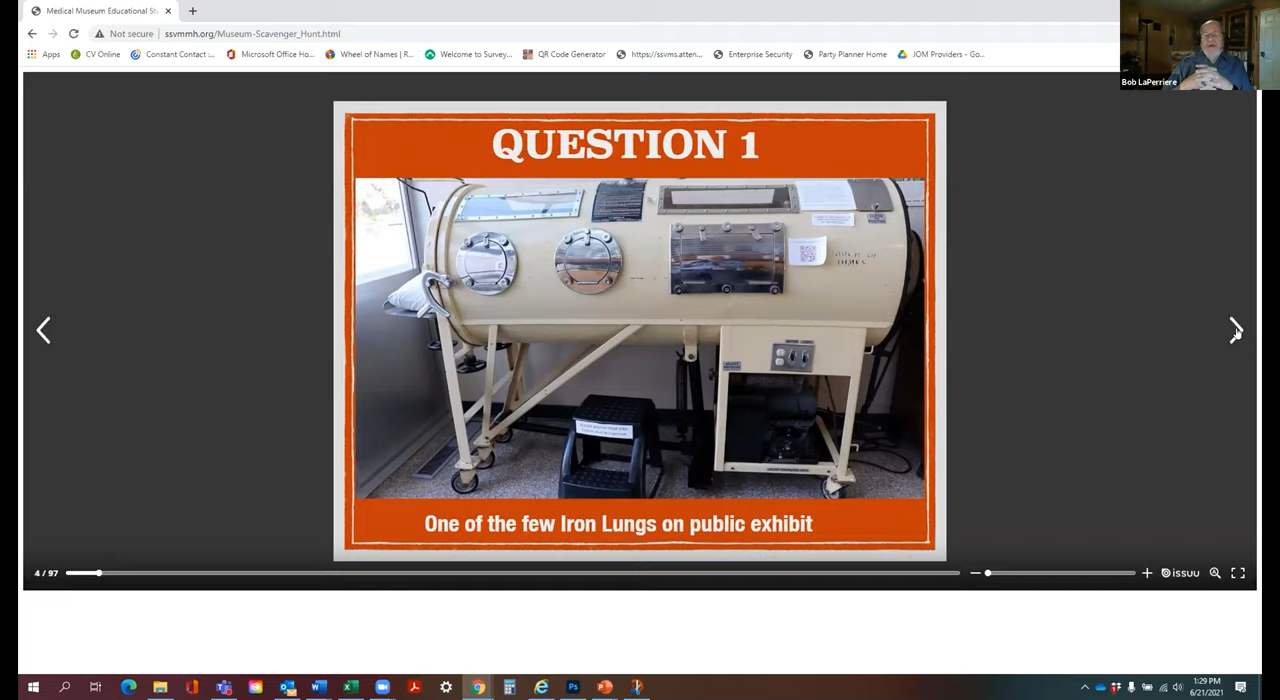 Medical Museum Educational St
Not secure
ssvmmh.org/Museum-Scavenger_Hunt.html
Apps
CV Online
Constant Contact :...
Microsoft Office Ho...
Wheel of Names | R...
Welcome to Survey...
QR Code Generator
https://ssvms.atten...
Enterprise Security
Party Planner Home
JOM Providers - Go...
Bob LaPerriere
QUESTION 1
One of the few Iron Lungs on public exhibit
4 / 97
issuu
1:29 PM
6/21/2021